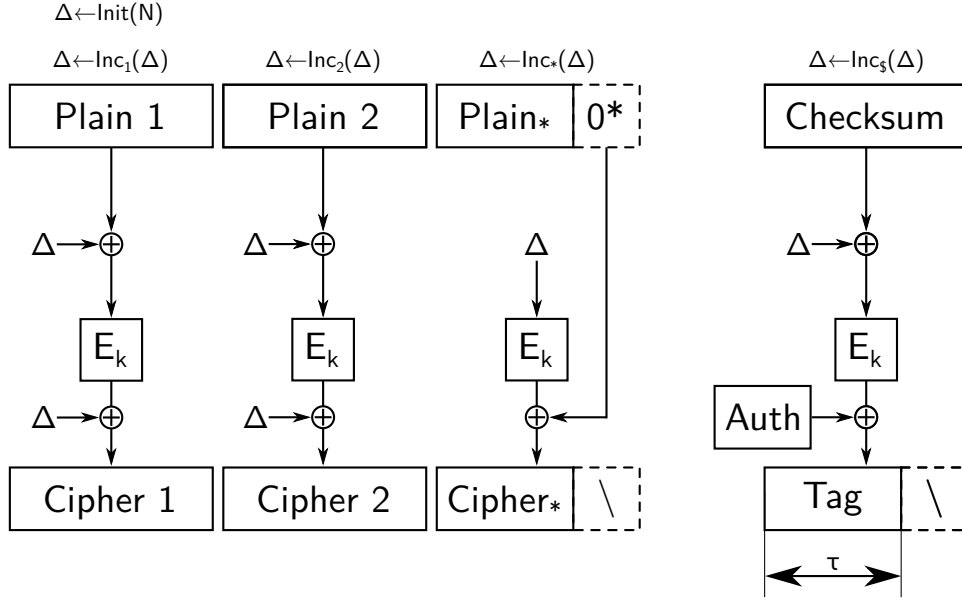 Δ←Init(N)
Δ←Inc₁(Δ) Δ←Inc₂(Δ) Δ←Inc*(Δ) Δ←Inc$(Δ)
Plain 1 Plain 2 Plain* 0* Checksum
Δ Δ Δ Δ
E_k E_k E_k E_k
Δ Δ Auth
Cipher 1 Cipher 2 Cipher* \ Tag \
τ